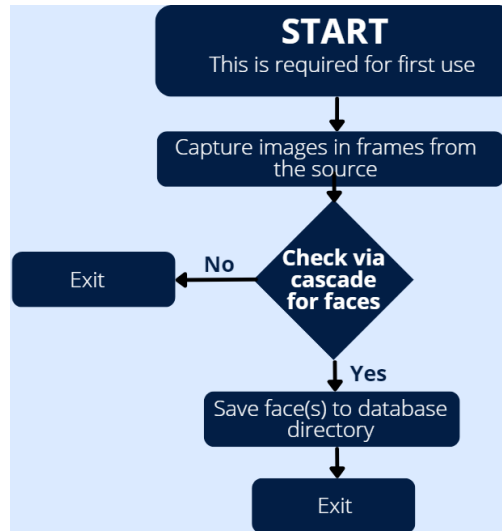 START
This is required for first use
Capture images in frames from
the source
Check via
cascade
for faces
No
Exit
Yes
Save face(s) to database
directory
Exit